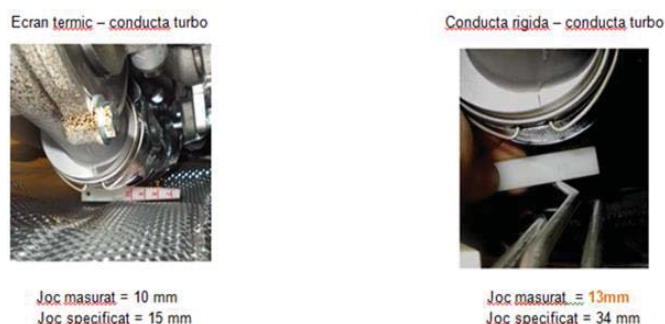 Ecran termic – conducta turbo
Joc masurat = 10 mm
Joc specificat = 15 mm
Conducta rigida – conducta turbo
Joc masurat = 13mm
Joc specificat = 34 mm